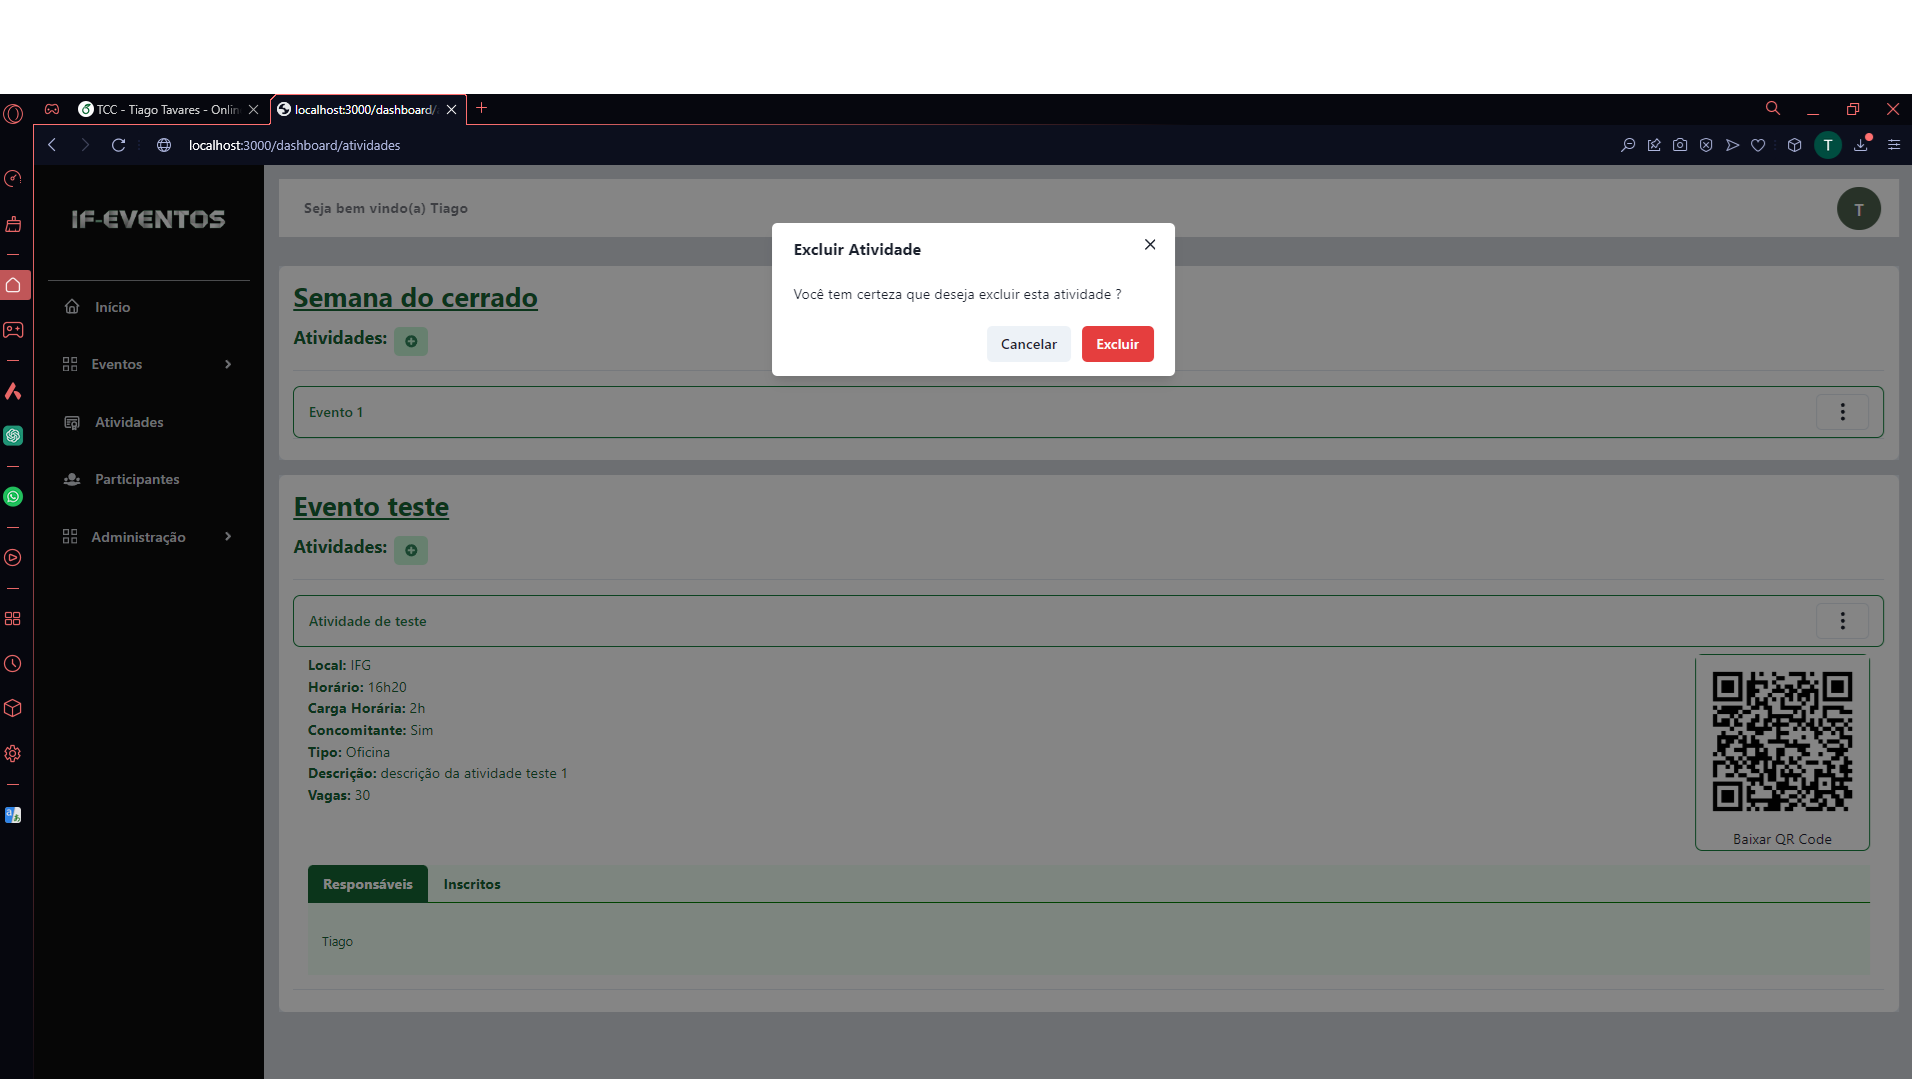 TCC - Tiago Tavares - Onlin
localhost:3000/dashboard/
localhost:3000/dashboard/atividades
T
IF-EVENTOS
Início
Eventos
Atividades
Participantes
Administração
Seja bem vindo(a) Tiago
T
Excluir Atividade
Você tem certeza que deseja excluir esta atividade ?
Cancelar
Excluir
Semana do cerrado
Atividades:
Evento 1
Evento teste
Atividades:
Atividade de teste
Local: IFG
Horário: 16h20
Carga Horária: 2h
Concomitante: Sim
Tipo: Oficina
Descrição: descrição da atividade teste 1
Vagas: 30
Baixar QR Code
Responsáveis
Inscritos
Tiago